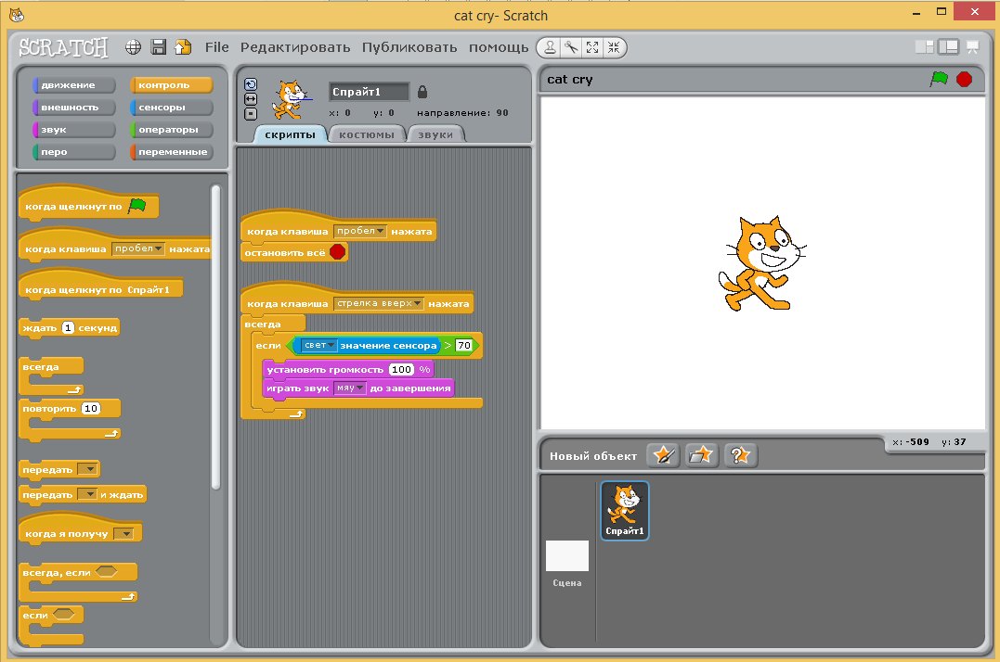 cat cry- Scratch
SCRATCH File Редактировать Публиковать помощь
движение контроль
внешность сенсоры
звук операторы
перо переменные
когда щелкнут по
когда клавиша пробел нажата
когда щелкнут по Спрайт1
ждать 1 секунд
всегда
повторить 10
передать
передать и ждать
когда я получу
всегда, если
если
Спрайт1
x: 0 y: 0 направление: 90
скрипты костюмы звуки
когда клавиша пробел нажата
остановить всё
когда клавиша стрелка вверх нажата
всегда
если свет значение сенсора > 70
установить громкость 100 %
играть звук мяу до завершения
cat cry
x: -509 y: 37
Новый объект
Спрайт1
Сцена